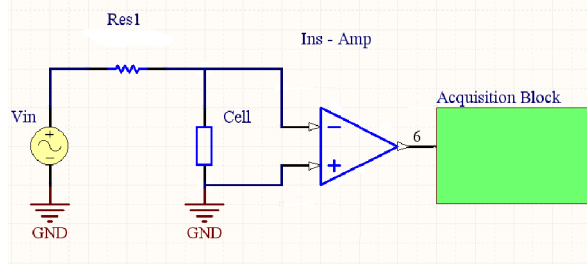 Res1
Ins - Amp
Vin
Cell
Acquisition Block
6
GND
GND